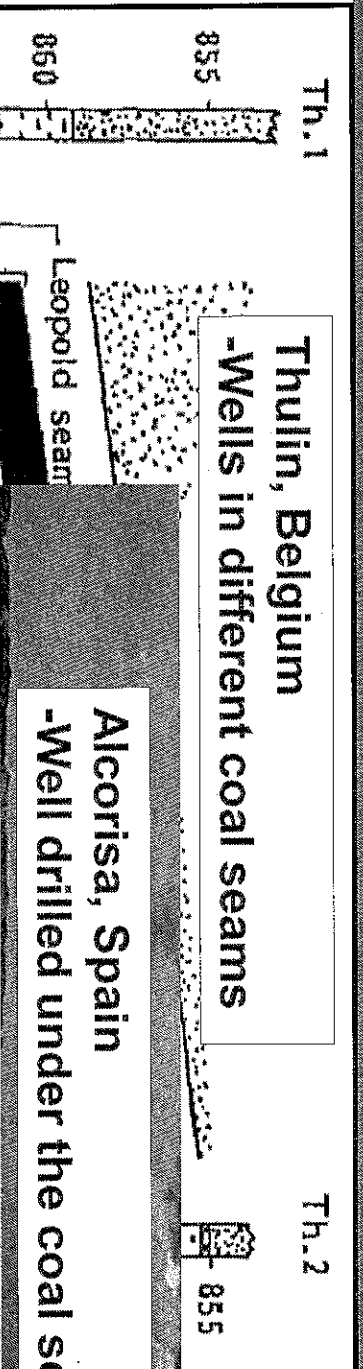 Th.1
Th.2
855
860
855
Thulin, Belgium
-Wells in different coal seams
Leopold seam
Alcorisa, Spain
-Well drilled under the coal